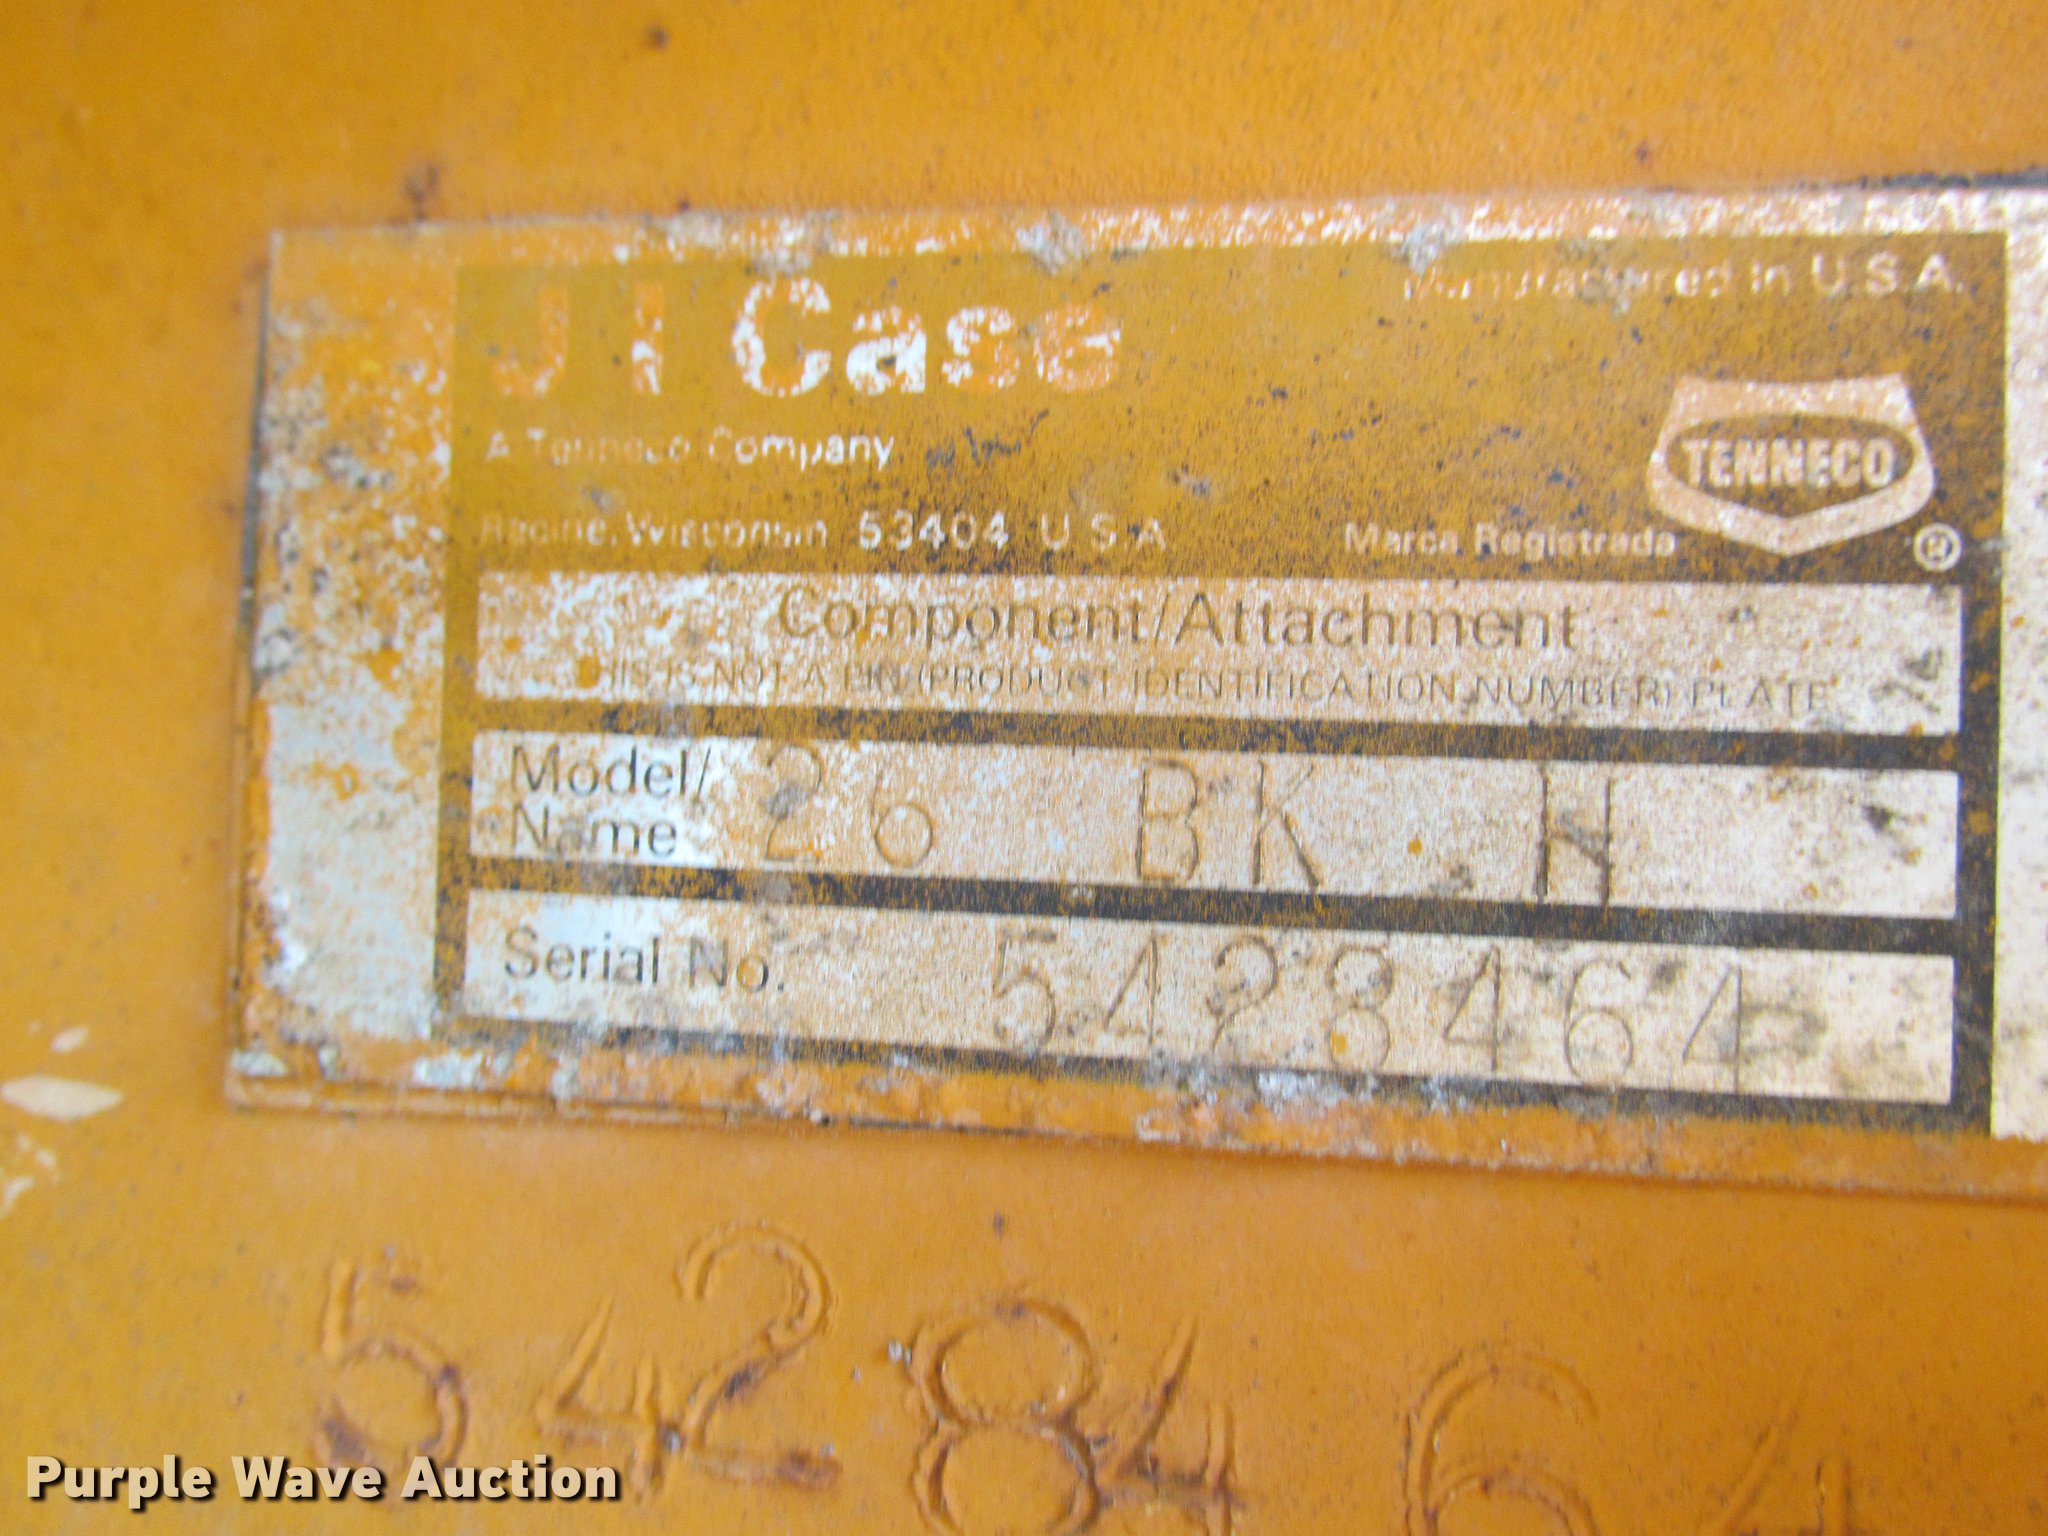 J I Case
Manufactured in U.S.A.
A Tenneco Company
TENNECO
Racine, Wisconsin 53404 U.S.A
Marca Registrada
®
Component/Attachment
THIS IS NOT A PIN (PRODUCT IDENTIFICATION NUMBER) PLATE
Model/
Name 26 BK H
Serial No. 5428464
5428464
Purple Wave Auction